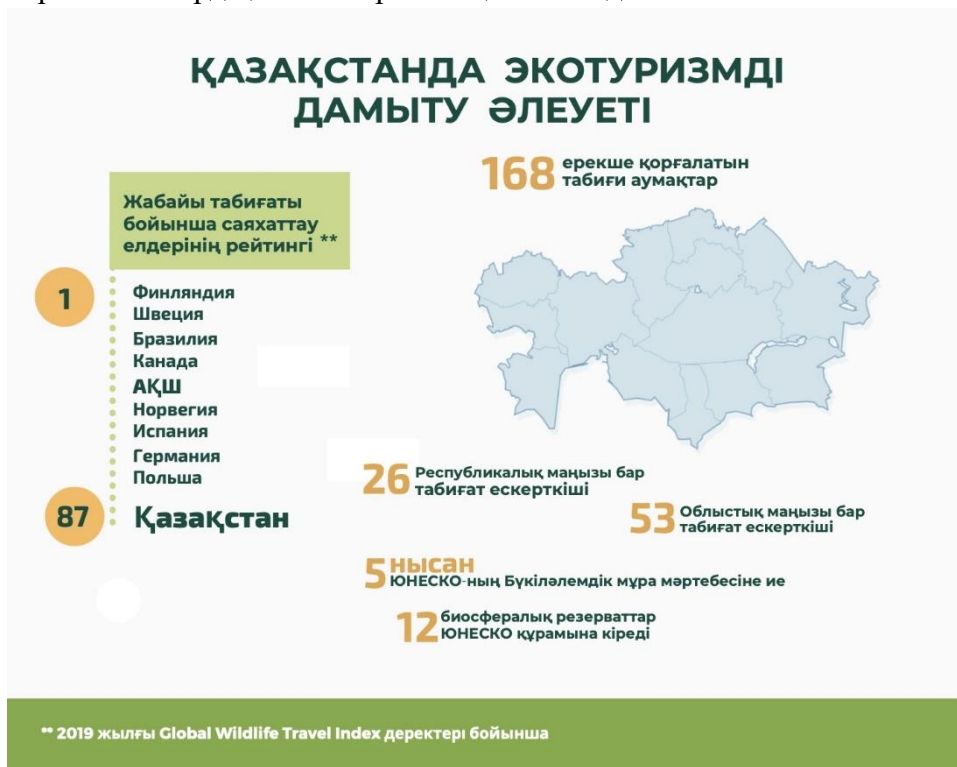 ҚАЗАҚСТАНДА ЭКОТУРИЗМДІ
ДАМЫТУ ӘЛЕУЕТІ
168 ерекше қорғалатын
табиғи аумақтар
Жабайы табиғаты
бойынша саяхаттау
елдерінің рейтингі **
1
Финляндия
Швеция
Бразилия
Канада
АҚШ
Норвегия
Испания
Германия
Польша
87 Қазақстан
26 Республикалық маңызы бар
табиғат ескерткіші
53 Облыстық маңызы бар
табиғат ескерткіші
5 нысан
ЮНЕСКО-ның Бүкіләлемдік мұра мәртебесіне ие
12 биосфералық резерваттар
ЮНЕСКО құрамына кіреді
** 2019 жылғы Global Wildlife Travel Index деректері бойынша